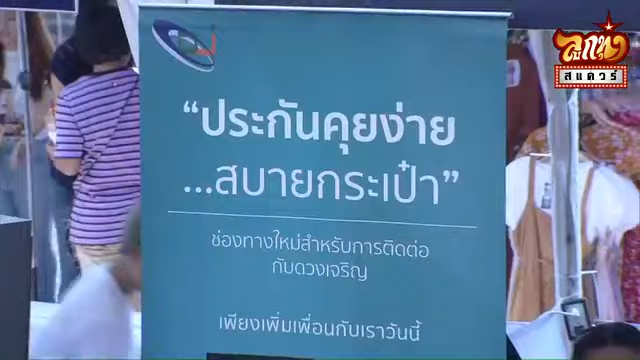 ลูกทุ่ง
สแควร์
“ประกันคุยง่าย
...สบายกระเป๋า”
ช่องทางใหม่สำหรับการติดต่อ
กับดวงเจริญ
เพียงเพิ่มเพื่อนกับเราวันนี้